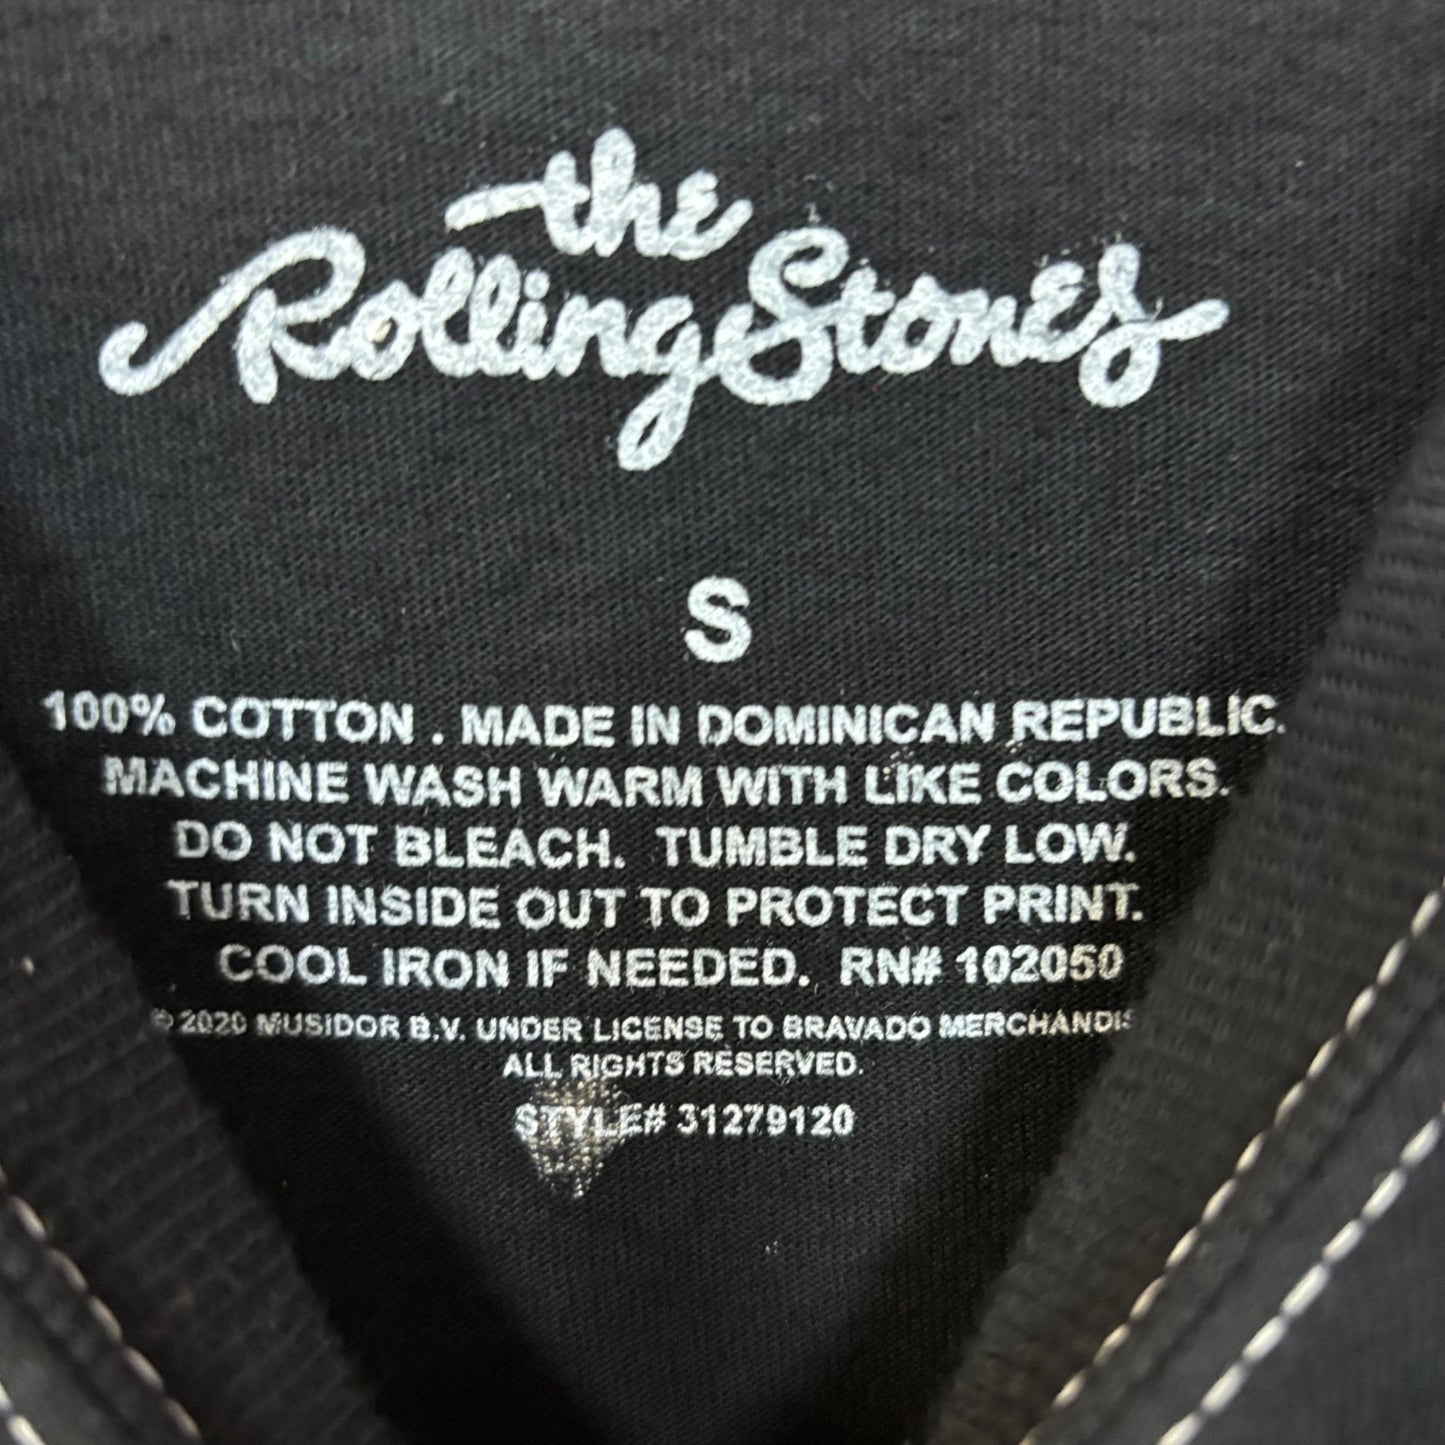 the
Rolling Stones
S
100% COTTON . MADE IN DOMINICAN REPUBLIC.
MACHINE WASH WARM WITH LIKE COLORS.
DO NOT BLEACH. TUMBLE DRY LOW.
TURN INSIDE OUT TO PROTECT PRINT.
COOL IRON IF NEEDED. RN# 102050
© 2020 MUSIDOR B.V. UNDER LICENSE TO BRAVADO
ALL RIGHTS RESERVED.
STYLE# 31279120